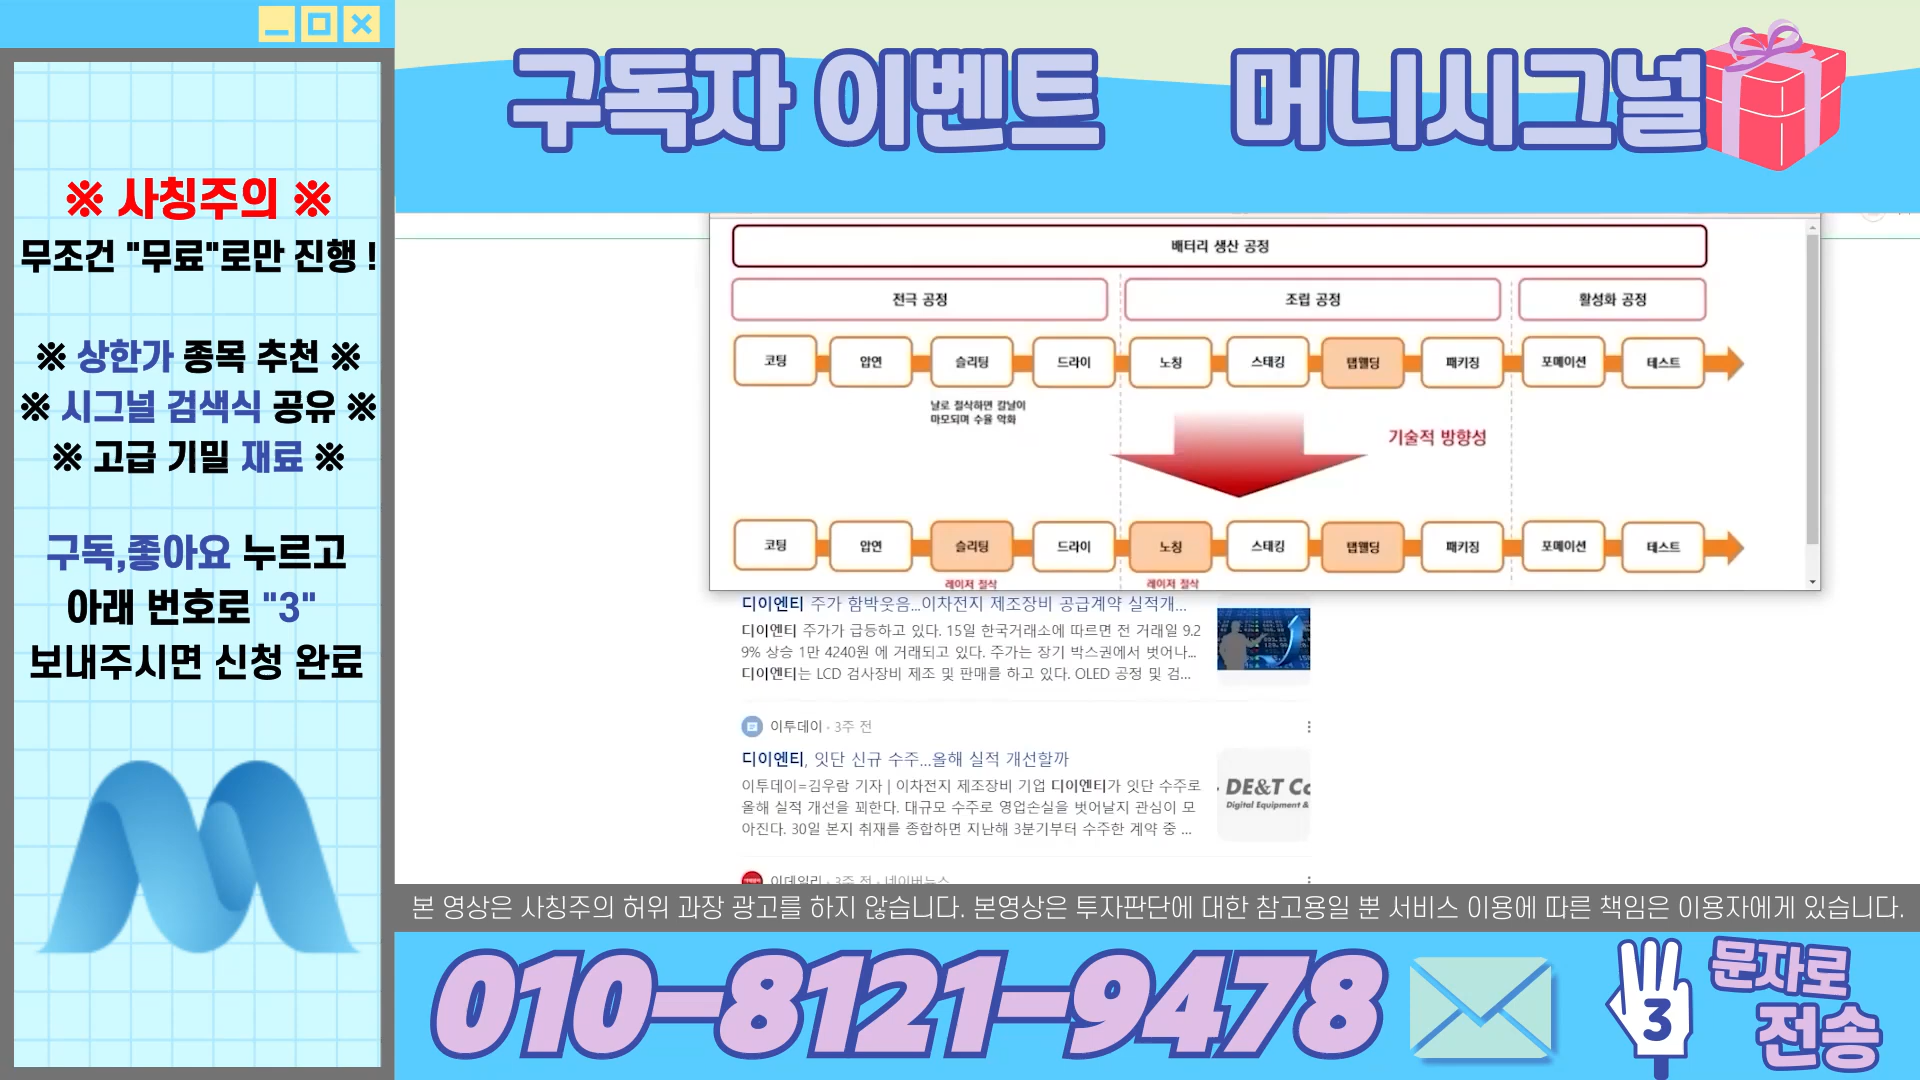 구독자 이벤트 머니시그널
※ 사칭주의 ※
무조건 "무료"로만 진행 !
※ 상한가 종목 추천 ※
※ 시그널 검색식 공유 ※
※ 고급 기밀 재료 ※
구독,좋아요 누르고
아래 번호로 "3"
보내주시면 신청 완료
배터리 생산 공정
전극 공정 조립 공정 활성화 공정
코팅 압연 슬리팅 드라이 노칭 스태킹 탭웰딩 패키징 포메이션 테스트
날로 절삭하면 칼날이
마모되며 수율 악화
기술적 방향성
코팅 압연 슬리팅 드라이 노칭 스태킹 탭웰딩 패키징 포메이션 테스트
레이저 절삭 레이저 절삭
디이엔티 주가 함박웃음...이차전지 제조장비 공급계약 실적개...
디이엔티 주가가 급등하고 있다. 15일 한국거래소에 따르면 전 거래일 9.2
9% 상승 1만 4240원 에 거래되고 있다. 주가는 장기 박스권에서 벗어나...
디이엔티는 LCD 검사장비 제조 및 판매를 하고 있다. OLED 공정 및 검...
이투데이 · 3주 전
디이엔티, 잇단 신규 수주...올해 실적 개선할까
이투데이=김우람 기자 | 이차전지 제조장비 기업 디이엔티가 잇단 수주로
올해 실적 개선을 꾀한다. 대규모 수주로 영업손실을 벗어날지 관심이 모
아진다. 30일 본지 취재를 종합하면 지난해 3분기부터 수주한 계약 중 ...
DE&T Co
Digital Equipment &
이데일리 · 3주 전 · 네이버뉴스
본 영상은 사칭주의 허위 과장 광고를 하지 않습니다. 본영상은 투자판단에 대한 참고용일 뿐 서비스 이용에 따른 책임은 이용자에게 있습니다.
010-8121-9478
3
문자로
전송